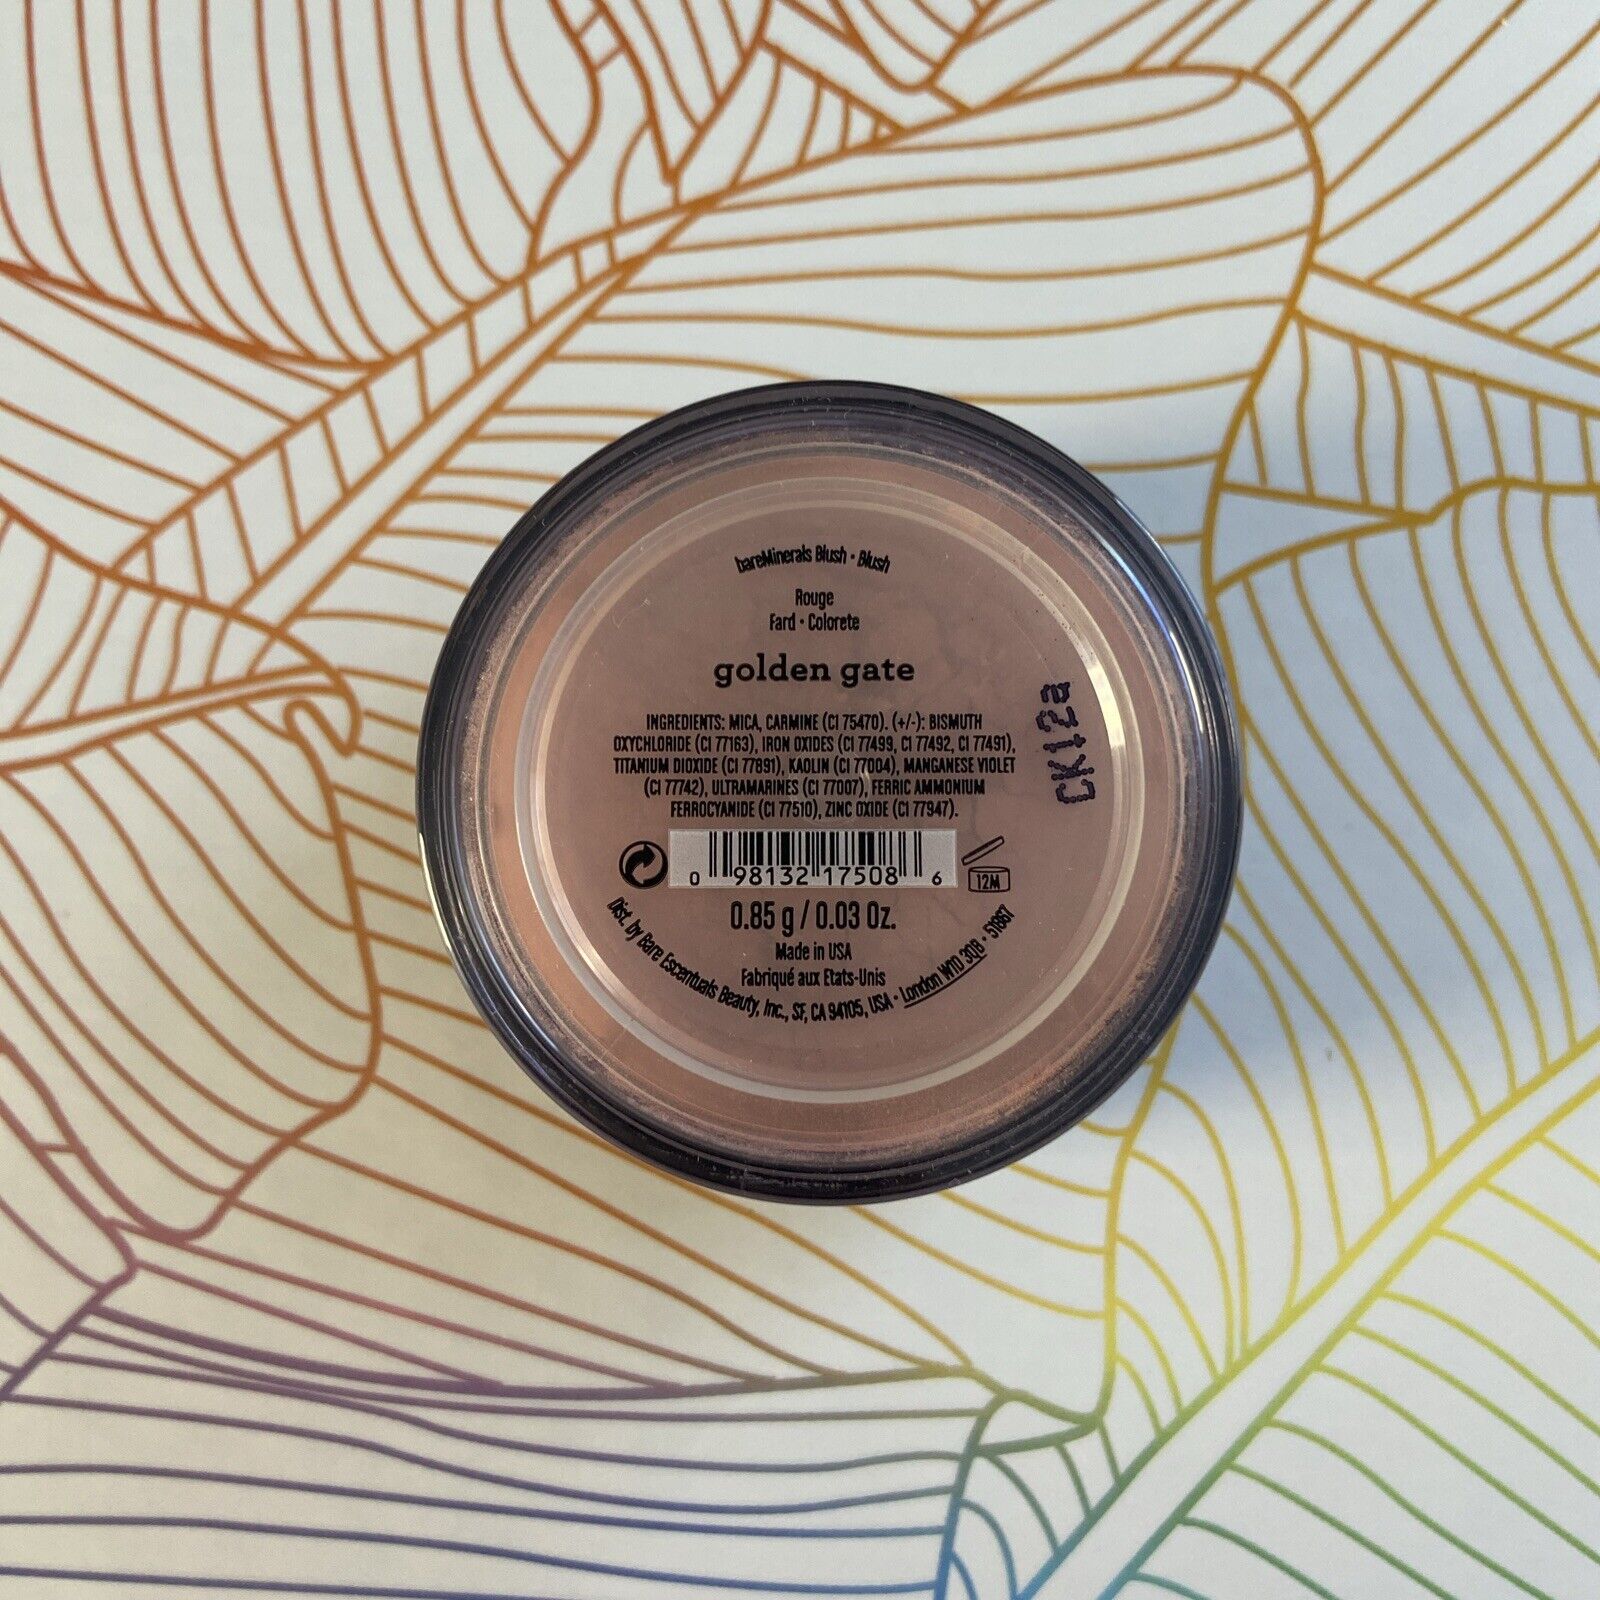 bareMinerals Blush • Blush
Rouge
Fard • Colorete
golden gate
INGREDIENTS: MICA, CARMINE (CI 75470). (+/-): BISMUTH
OXYCHLORIDE (CI 77163), IRON OXIDES (CI 77499, CI 77492, CI 77491),
TITANIUM DIOXIDE (CI 77891), KAOLIN (CI 77004), MANGANESE VIOLET
(CI 77742), ULTRAMARINES (CI 77007), FERRIC AMMONIUM
FERROCYANIDE (CI 77510), ZINC OXIDE (CI 77947).
0 98132 17508 6
12M
0.85 g / 0.03 Oz.
Made in USA
Fabriqué aux Etats-Unis
Dist. by Bare Escentuals Beauty, Inc., SF, CA 94105, USA • London W1D 3QB • 51867
CK12a